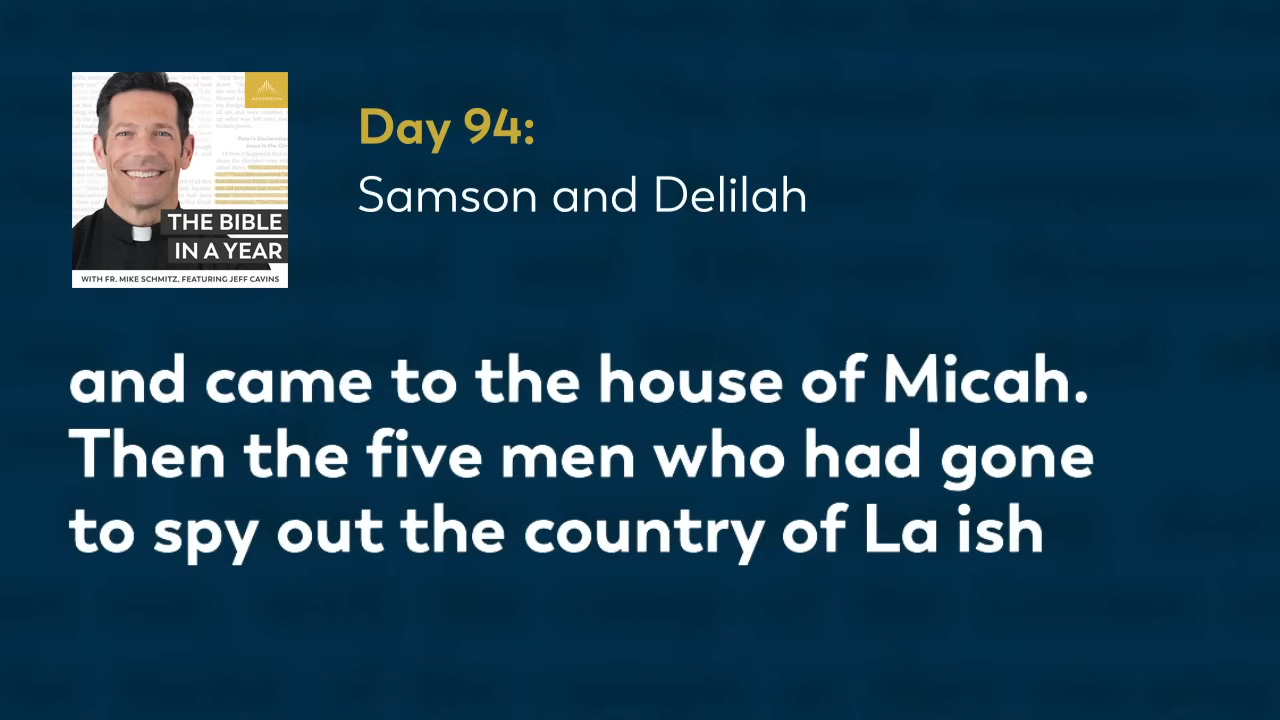 THE BIBLE
IN A YEAR
WITH FR. MIKE SCHMITZ, FEATURING JEFF CAVINS
Day 94:
Samson and Delilah
and came to the house of Micah.
Then the five men who had gone
to spy out the country of La ish